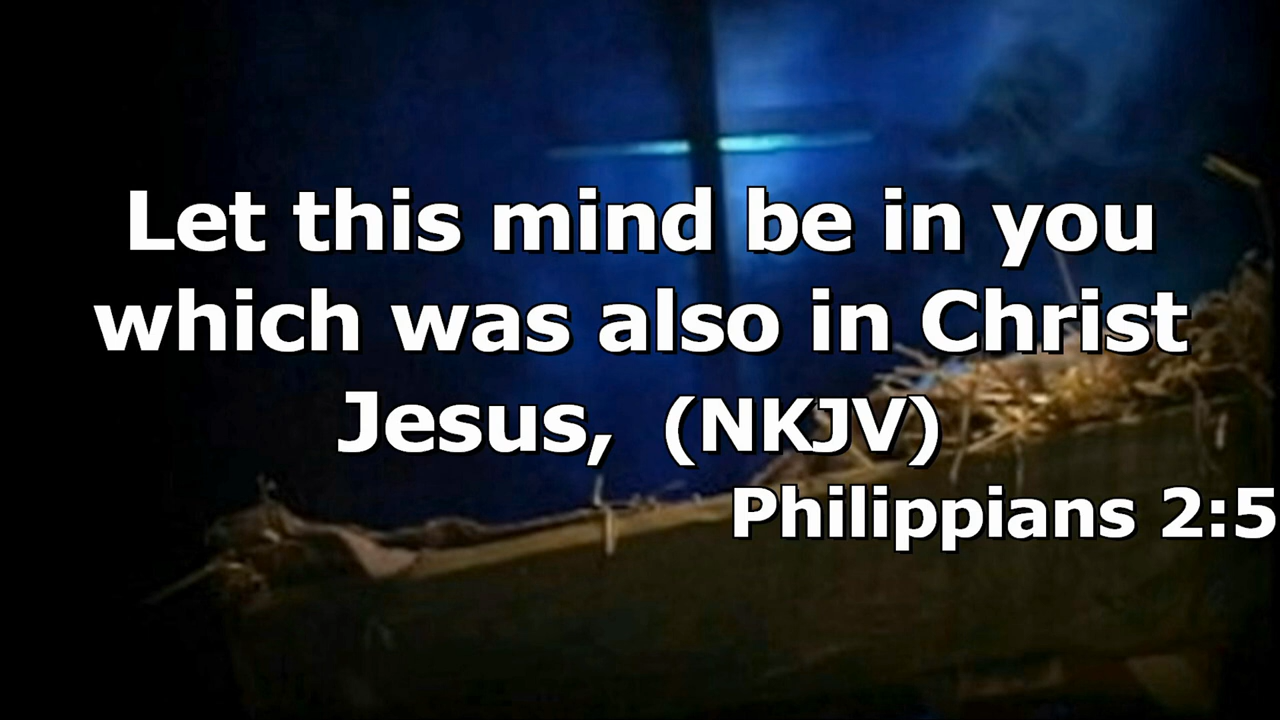 Let this mind be in you
which was also in Christ
Jesus, (NKJV)
Philippians 2:5